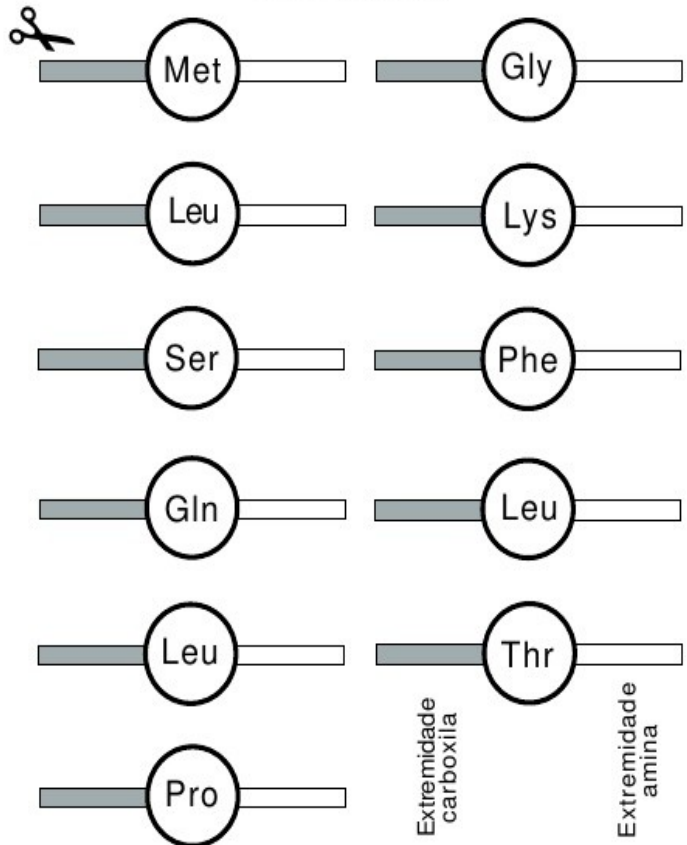 Met
Gly
Leu
Lys
Ser
Phe
Gln
Leu
Leu
Thr
Pro
Extremidade
carboxila
Extremidade
amina